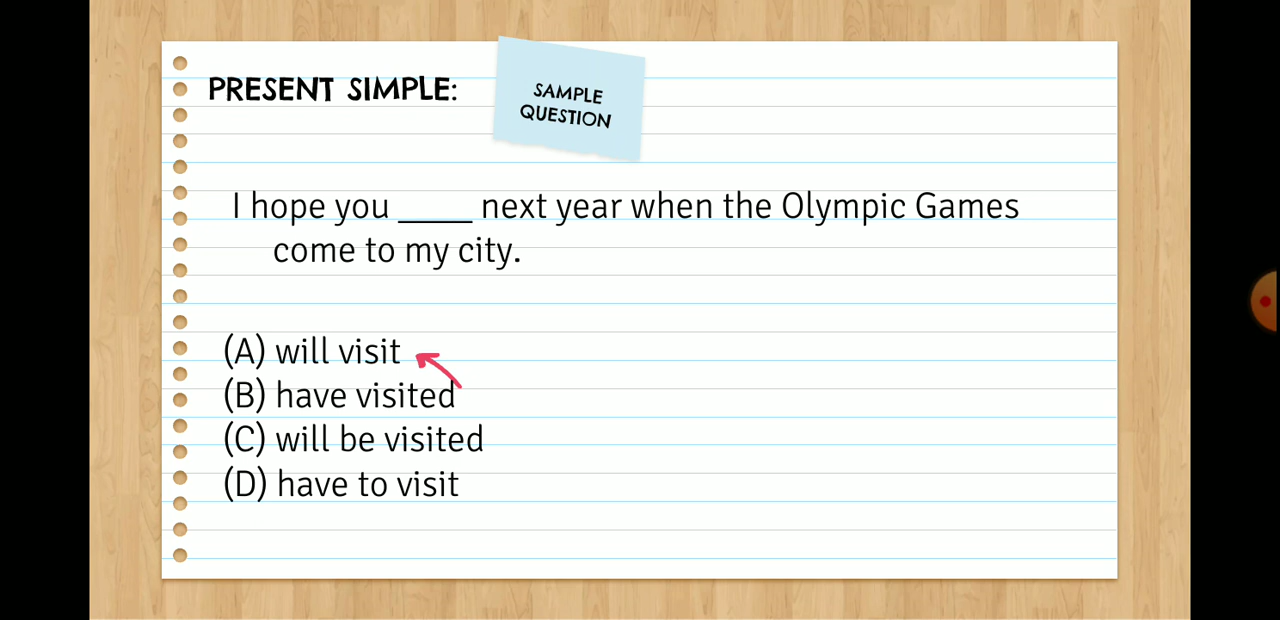 PRESENT SIMPLE:
SAMPLE
QUESTION
I hope you ____ next year when the Olympic Games
come to my city.
(A) will visit
(B) have visited
(C) will be visited
(D) have to visit